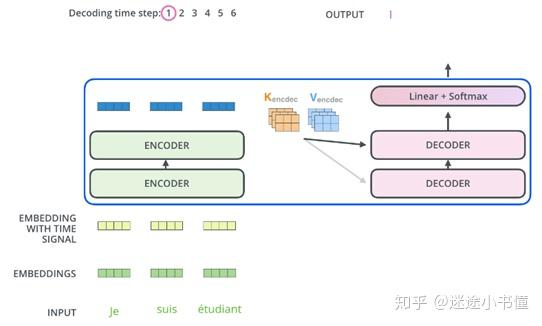 Decoding time step: 1 2 3 4 5 6
OUTPUT I
Kencdec
Vencdec
Linear + Softmax
ENCODER
DECODER
ENCODER
DECODER
EMBEDDING
WITH TIME
SIGNAL
EMBEDDINGS
INPUT
Je suis étudiant
知乎 @迷途小书僮